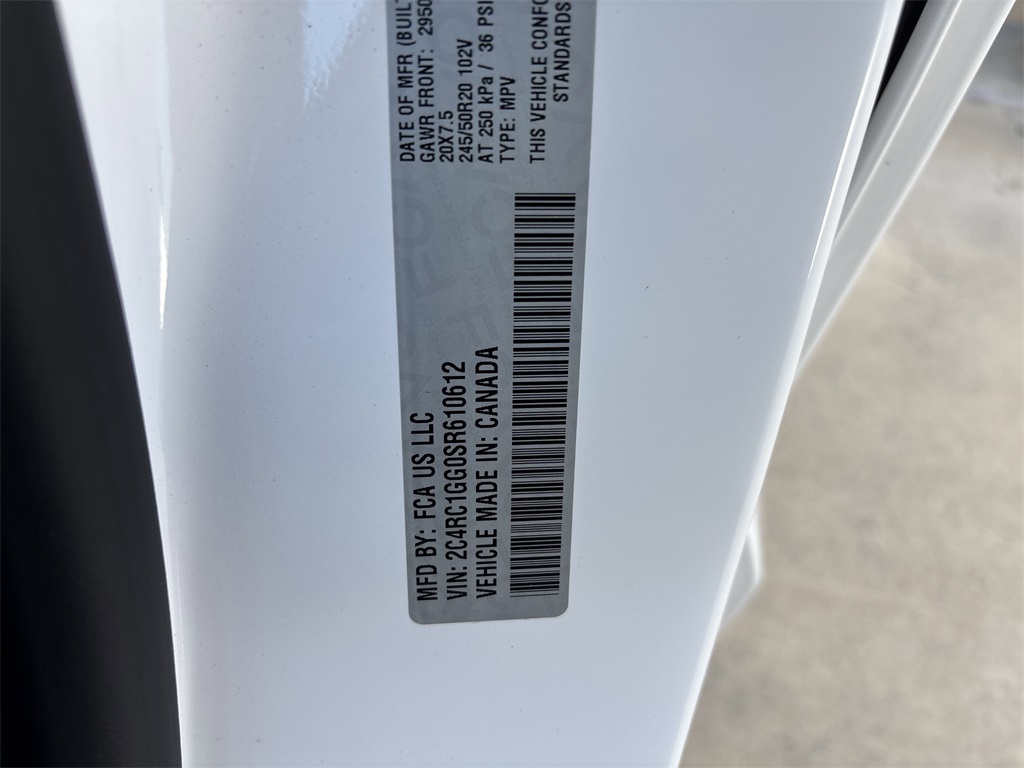 MFD BY: FCA US LLC
VIN: 2C4RC1GG0SR610612
VEHICLE MADE IN: CANADA
DATE OF MFR (BUIL
GAWR FRONT: 2950
20X7.5
245/50R20 102V
AT 250 kPa / 36 PSI
TYPE: MPV
THIS VEHICLE CONFO
STANDARDS